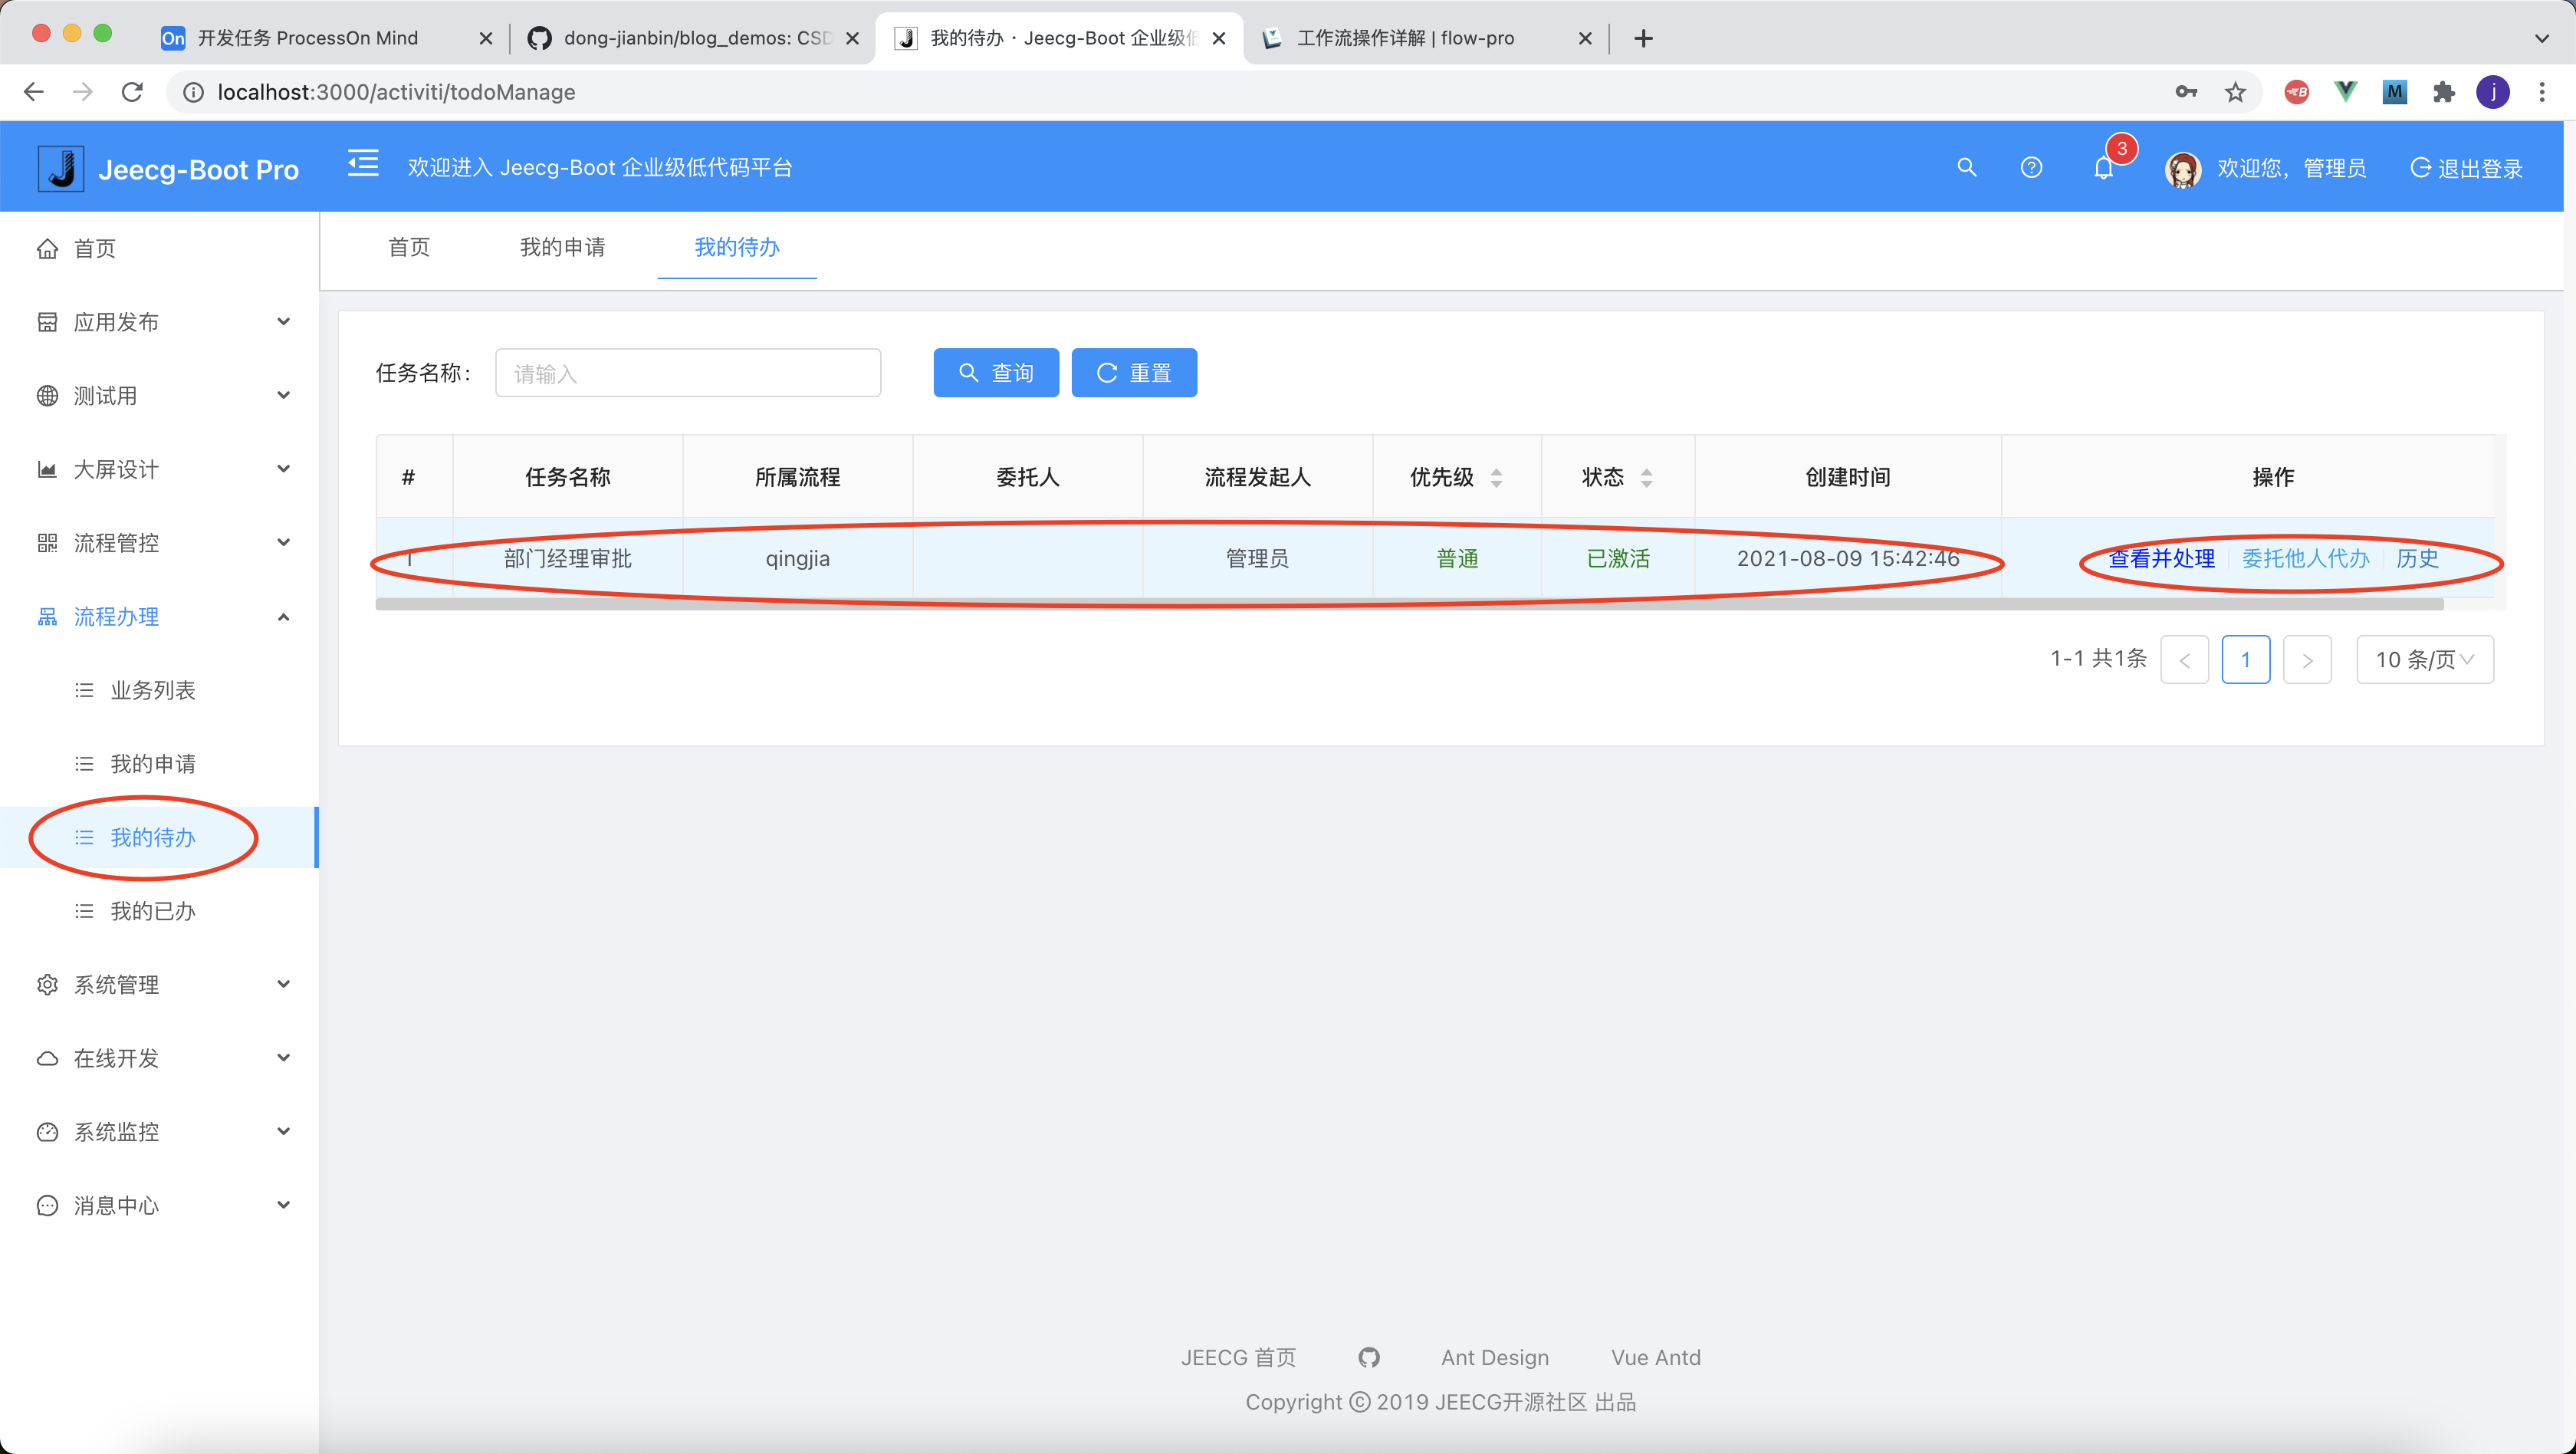 On 开发任务 ProcessOn Mind
dong-jianbin/blog_demos: CSD
我的待办 · Jeecg-Boot 企业级低
工作流操作详解 | flow-pro
localhost:3000/activiti/todoManage
B
M
j
J Jeecg-Boot Pro
欢迎进入 Jeecg-Boot 企业级低代码平台
3
欢迎您，管理员
退出登录
首页
应用发布
测试用
大屏设计
流程管控
流程办理
业务列表
我的申请
我的待办
我的已办
系统管理
在线开发
系统监控
消息中心
首页 我的申请 我的待办
任务名称： 请输入 查询 重置
# 任务名称 所属流程 委托人 流程发起人 优先级 状态 创建时间 操作
1 部门经理审批 qingjia 管理员 普通 已激活 2021-08-09 15:42:46 查看并处理 委托他人代办 历史
1-1 共1条 < 1 > 10 条/页
JEECG 首页 Ant Design Vue Antd
Copyright © 2019 JEECG开源社区 出品